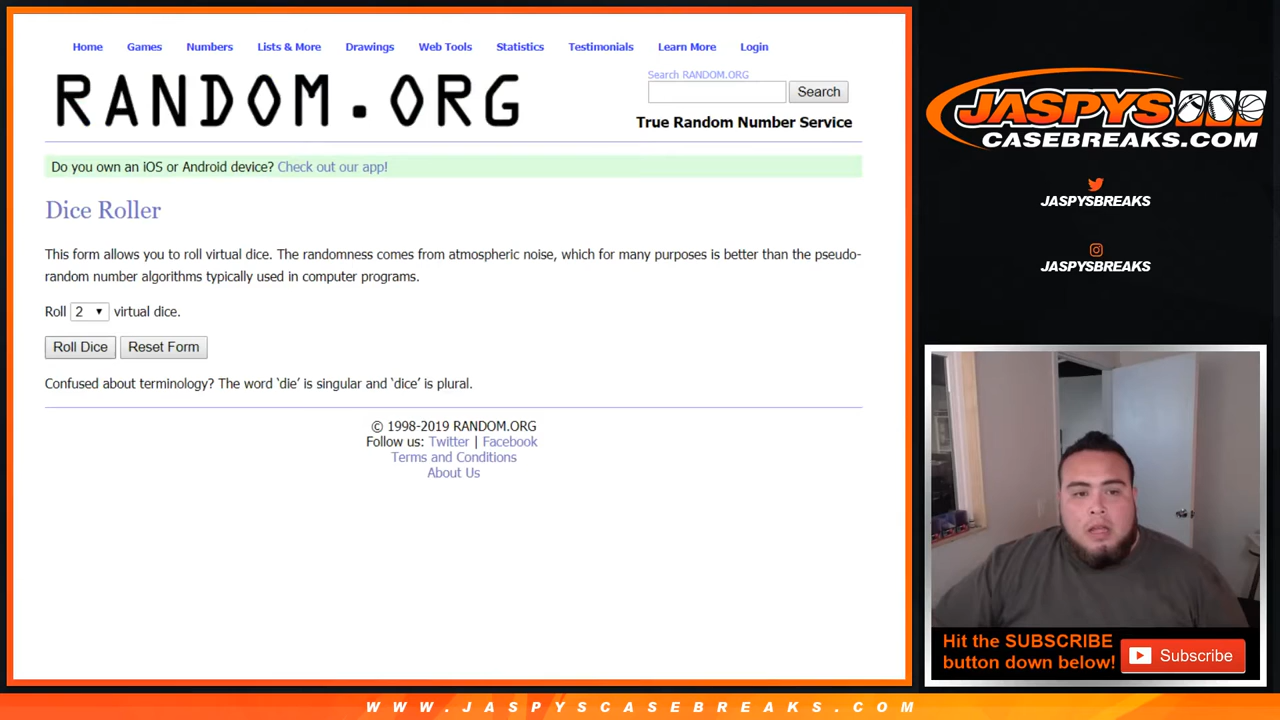 Home Games Numbers Lists & More Drawings Web Tools Statistics Testimonials Learn More Login
RANDOM.ORG
Search RANDOM.ORG
Search
True Random Number Service
Do you own an iOS or Android device? Check out our app!
Dice Roller
This form allows you to roll virtual dice. The randomness comes from atmospheric noise, which for many purposes is better than the pseudo-
random number algorithms typically used in computer programs.
Roll 2 virtual dice.
Roll Dice Reset Form
Confused about terminology? The word ‘die’ is singular and ‘dice’ is plural.
© 1998-2019 RANDOM.ORG
Follow us: Twitter | Facebook
Terms and Conditions
About Us
JASPYS
CASEBREAKS.COM
JASPYSBREAKS
JASPYSBREAKS
Hit the SUBSCRIBE
button down below!
Subscribe
WWW.JASPYSCASEBREAKS.COM